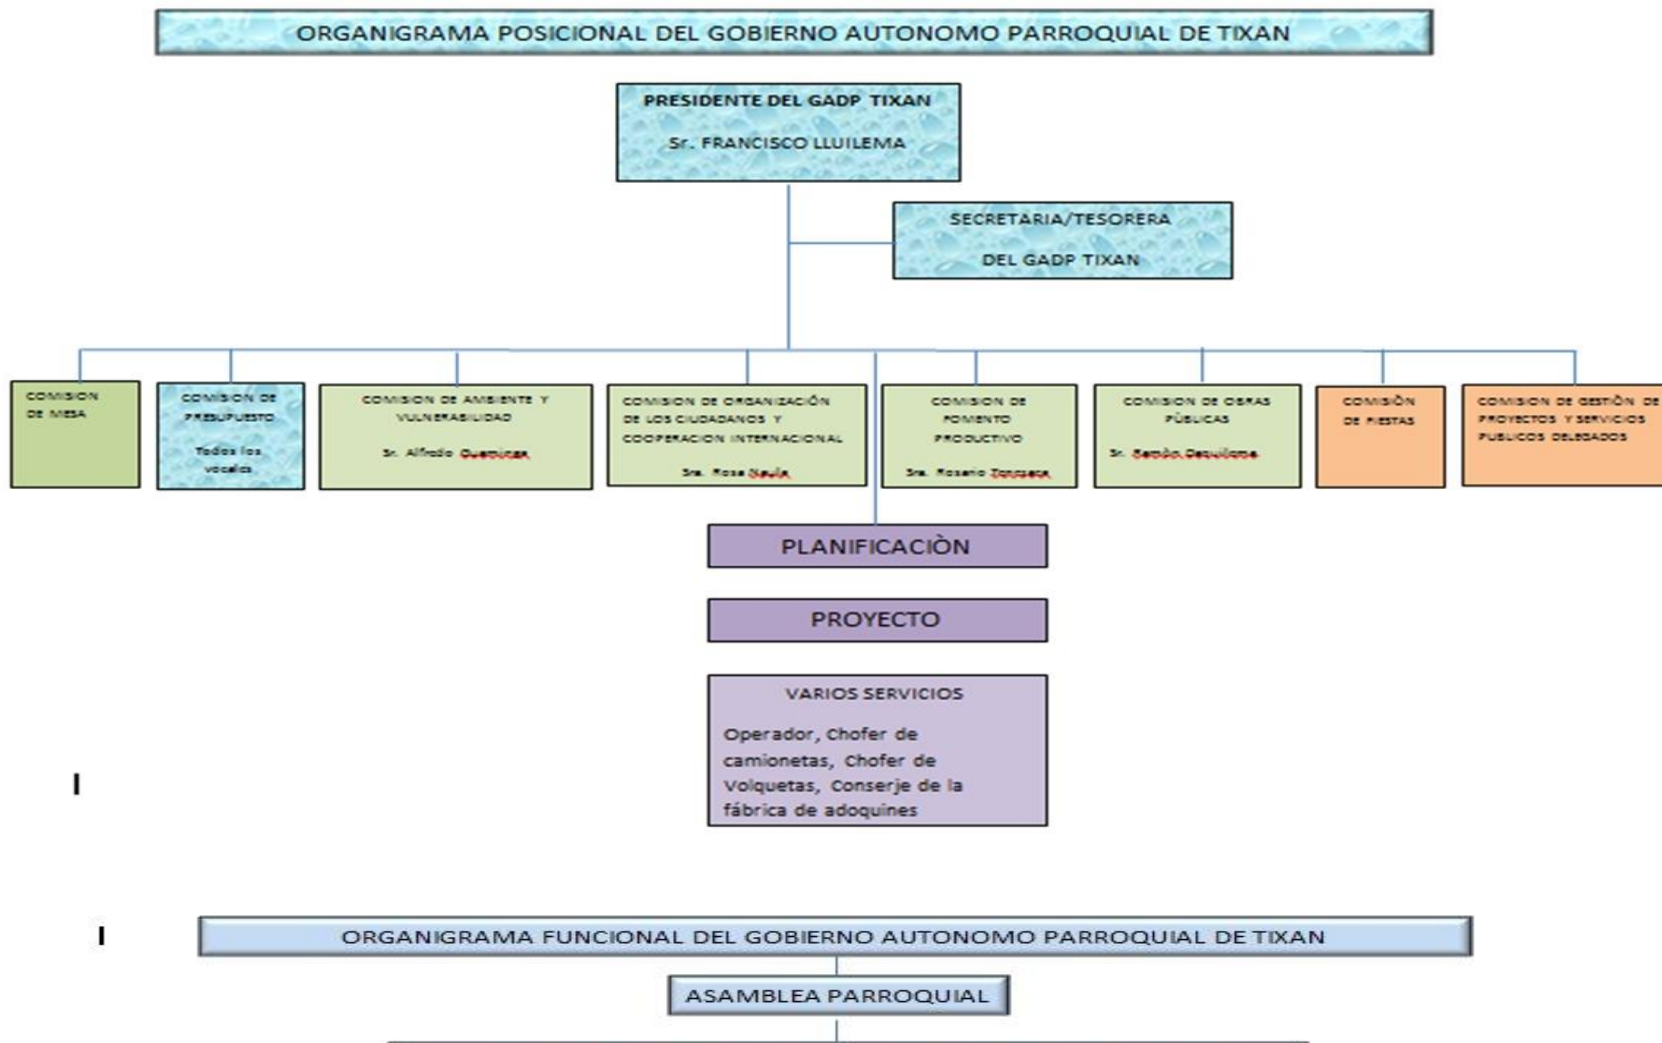 ORGANIGRAMA POSICIONAL DEL GOBIERNO AUTONOMO PARROQUIAL DE TIXAN
PRESIDENTE DEL GADP TIXAN
Sr. FRANCISCO LLUILEMA
SECRETARIA/TESORERA
DEL GADP TIXAN
COMISION
DE MESA
COMISION DE
PRESUPUESTO
Todos los
vocales
COMISION DE AMBIENTE Y
VULNERABILIDAD
Sr. Alfredo
COMISION DE ORGANIZACIÓN
DE LOS CIUDADANOS Y
COOPERACION INTERNACIONAL
Sra. Rosa Naula
COMISION DE
FOMENTO
PRODUCTIVO
Sra. Rosario
COMISION DE OBRAS
PÙBLICAS
Sr.
COMISIÒN
DE FIESTAS
COMISION DE GESTIÒN DE
PROYECTOS Y SERVICIOS
PUBLICOS DELEGADOS
PLANIFICACIÒN
PROYECTO
VARIOS SERVICIOS
Operador, Chofer de
camionetas, Chofer de
Volquetas, Conserje de la
fábrica de adoquines
I
I
ORGANIGRAMA FUNCIONAL DEL GOBIERNO AUTONOMO PARROQUIAL DE TIXAN
ASAMBLEA PARROQUIAL